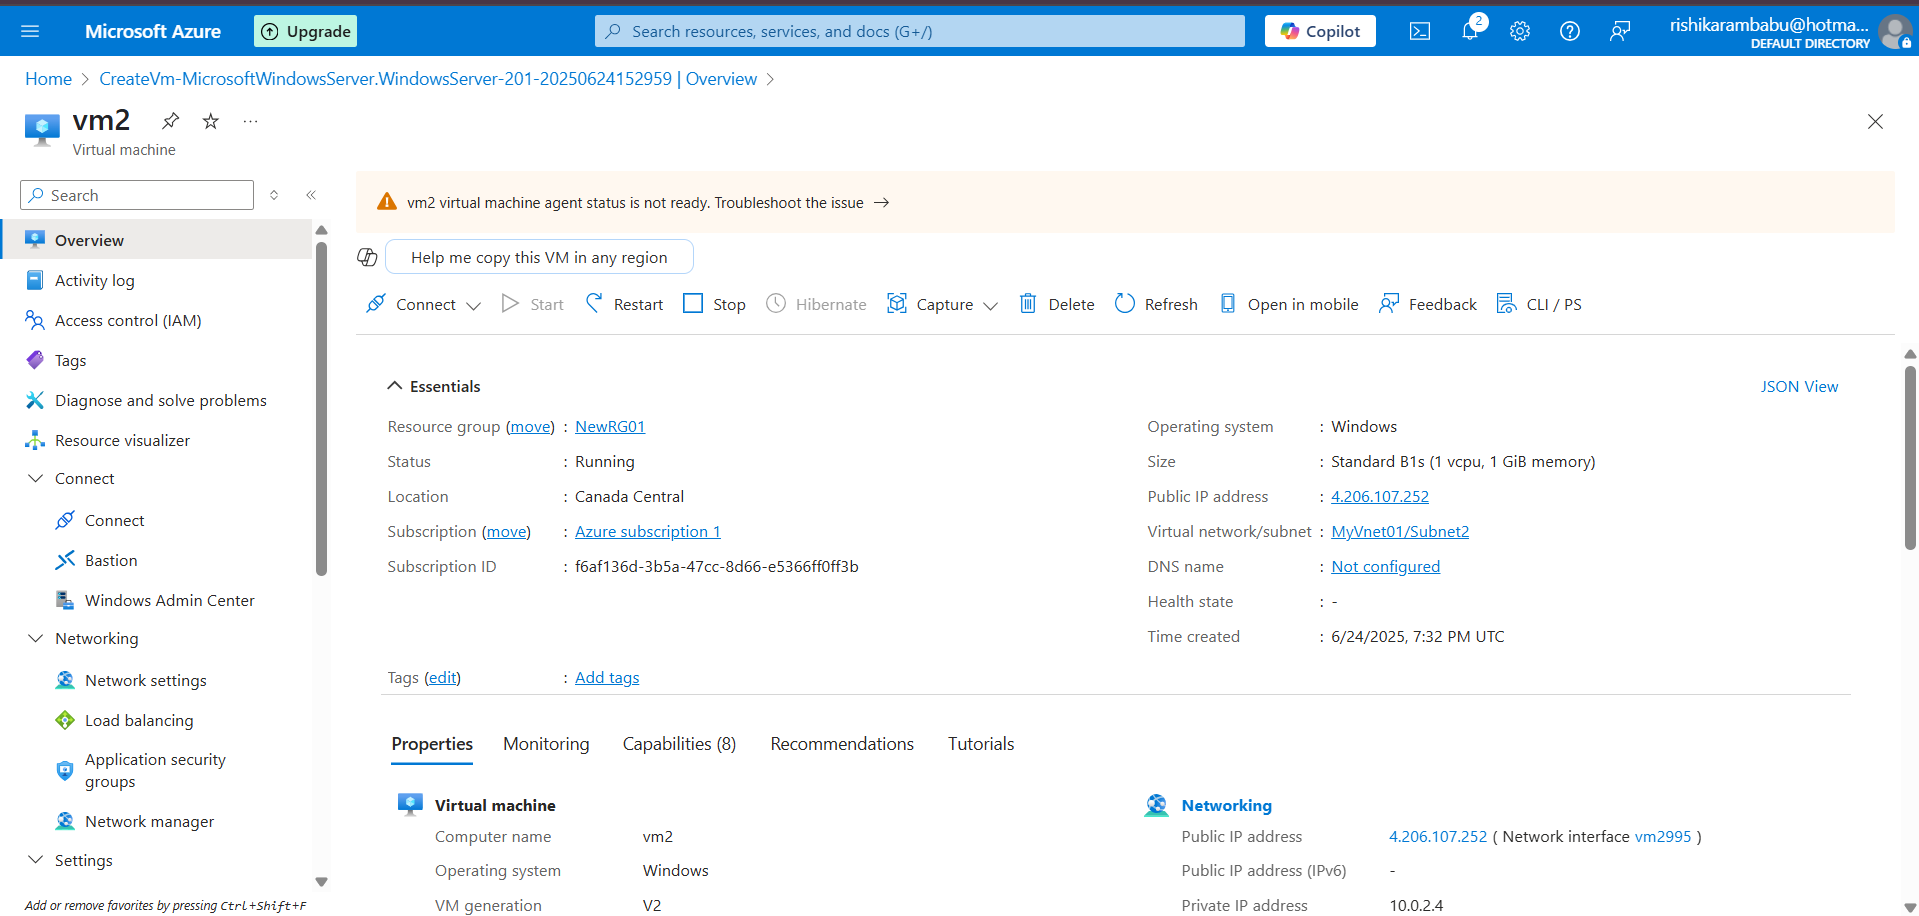 Microsoft Azure
Upgrade
Search resources, services, and docs (G+/)
Copilot
2
rishikarambabu@hotma...
DEFAULT DIRECTORY
Home > CreateVm-MicrosoftWindowsServer.WindowsServer-201-20250624152959 | Overview >
vm2
Virtual machine
Search
Overview
Activity log
Access control (IAM)
Tags
Diagnose and solve problems
Resource visualizer
Connect
Connect
Bastion
Windows Admin Center
Networking
Network settings
Load balancing
Application security
groups
Network manager
Settings
Add or remove favorites by pressing Ctrl+Shift+F
vm2 virtual machine agent status is not ready. Troubleshoot the issue →
Help me copy this VM in any region
Connect Start Restart Stop Hibernate Capture Delete Refresh Open in mobile Feedback CLI / PS
Essentials
JSON View
Resource group (move) : NewRG01
Status : Running
Location : Canada Central
Subscription (move) : Azure subscription 1
Subscription ID : f6af136d-3b5a-47cc-8d66-e5366ff0ff3b
Operating system : Windows
Size : Standard B1s (1 vcpu, 1 GiB memory)
Public IP address : 4.206.107.252
Virtual network/subnet : MyVnet01/Subnet2
DNS name : Not configured
Health state : -
Time created : 6/24/2025, 7:32 PM UTC
Tags (edit) : Add tags
Properties Monitoring Capabilities (8) Recommendations Tutorials
Virtual machine
Computer name vm2
Operating system Windows
VM generation V2
Networking
Public IP address 4.206.107.252 ( Network interface vm2995 )
Public IP address (IPv6) -
Private IP address 10.0.2.4